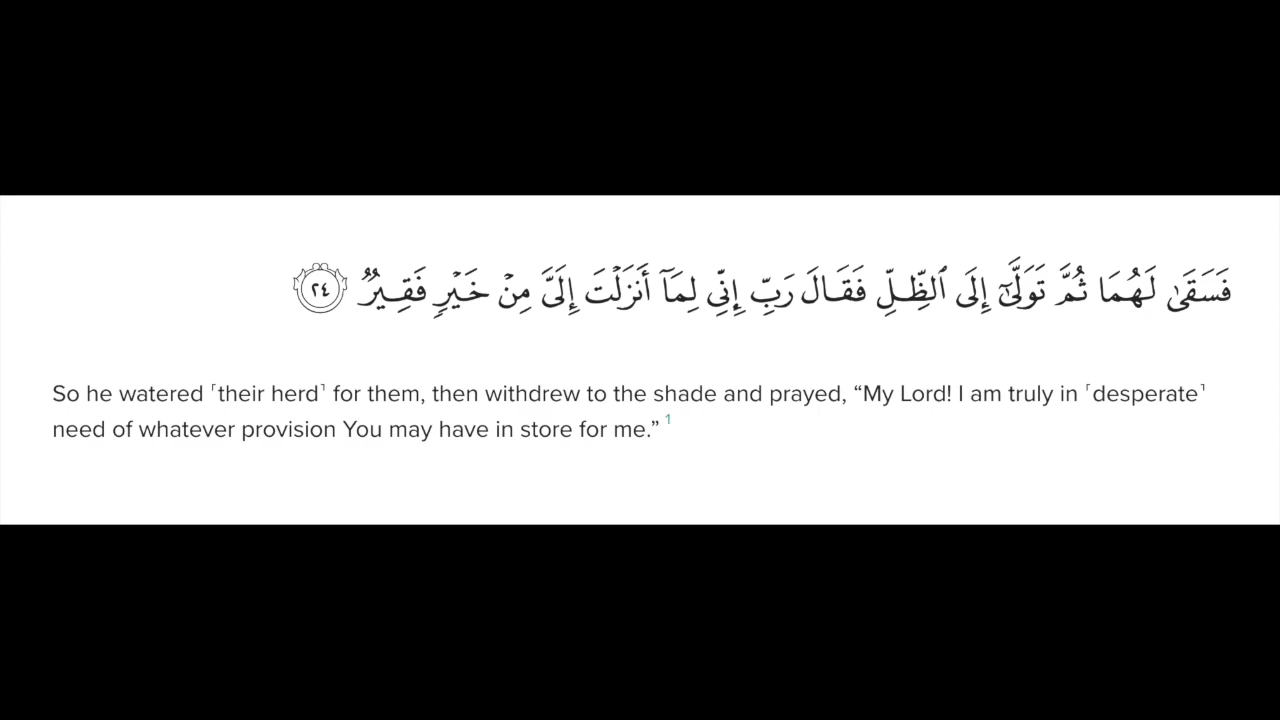 فَسَقَىٰ لَهُمَا ثُمَّ تَوَلَّىٰٓ إِلَى ٱلظِّلِّ فَقَالَ رَبِّ إِنِّى لِمَآ أَنزَلْتَ إِلَىَّ مِنْ خَيْرٍ فَقِيرٌ ٢٤
So he watered ˹their herd˺ for them, then withdrew to the shade and prayed, “My Lord! I am truly in ˹desperate˺
need of whatever provision You may have in store for me.” 1